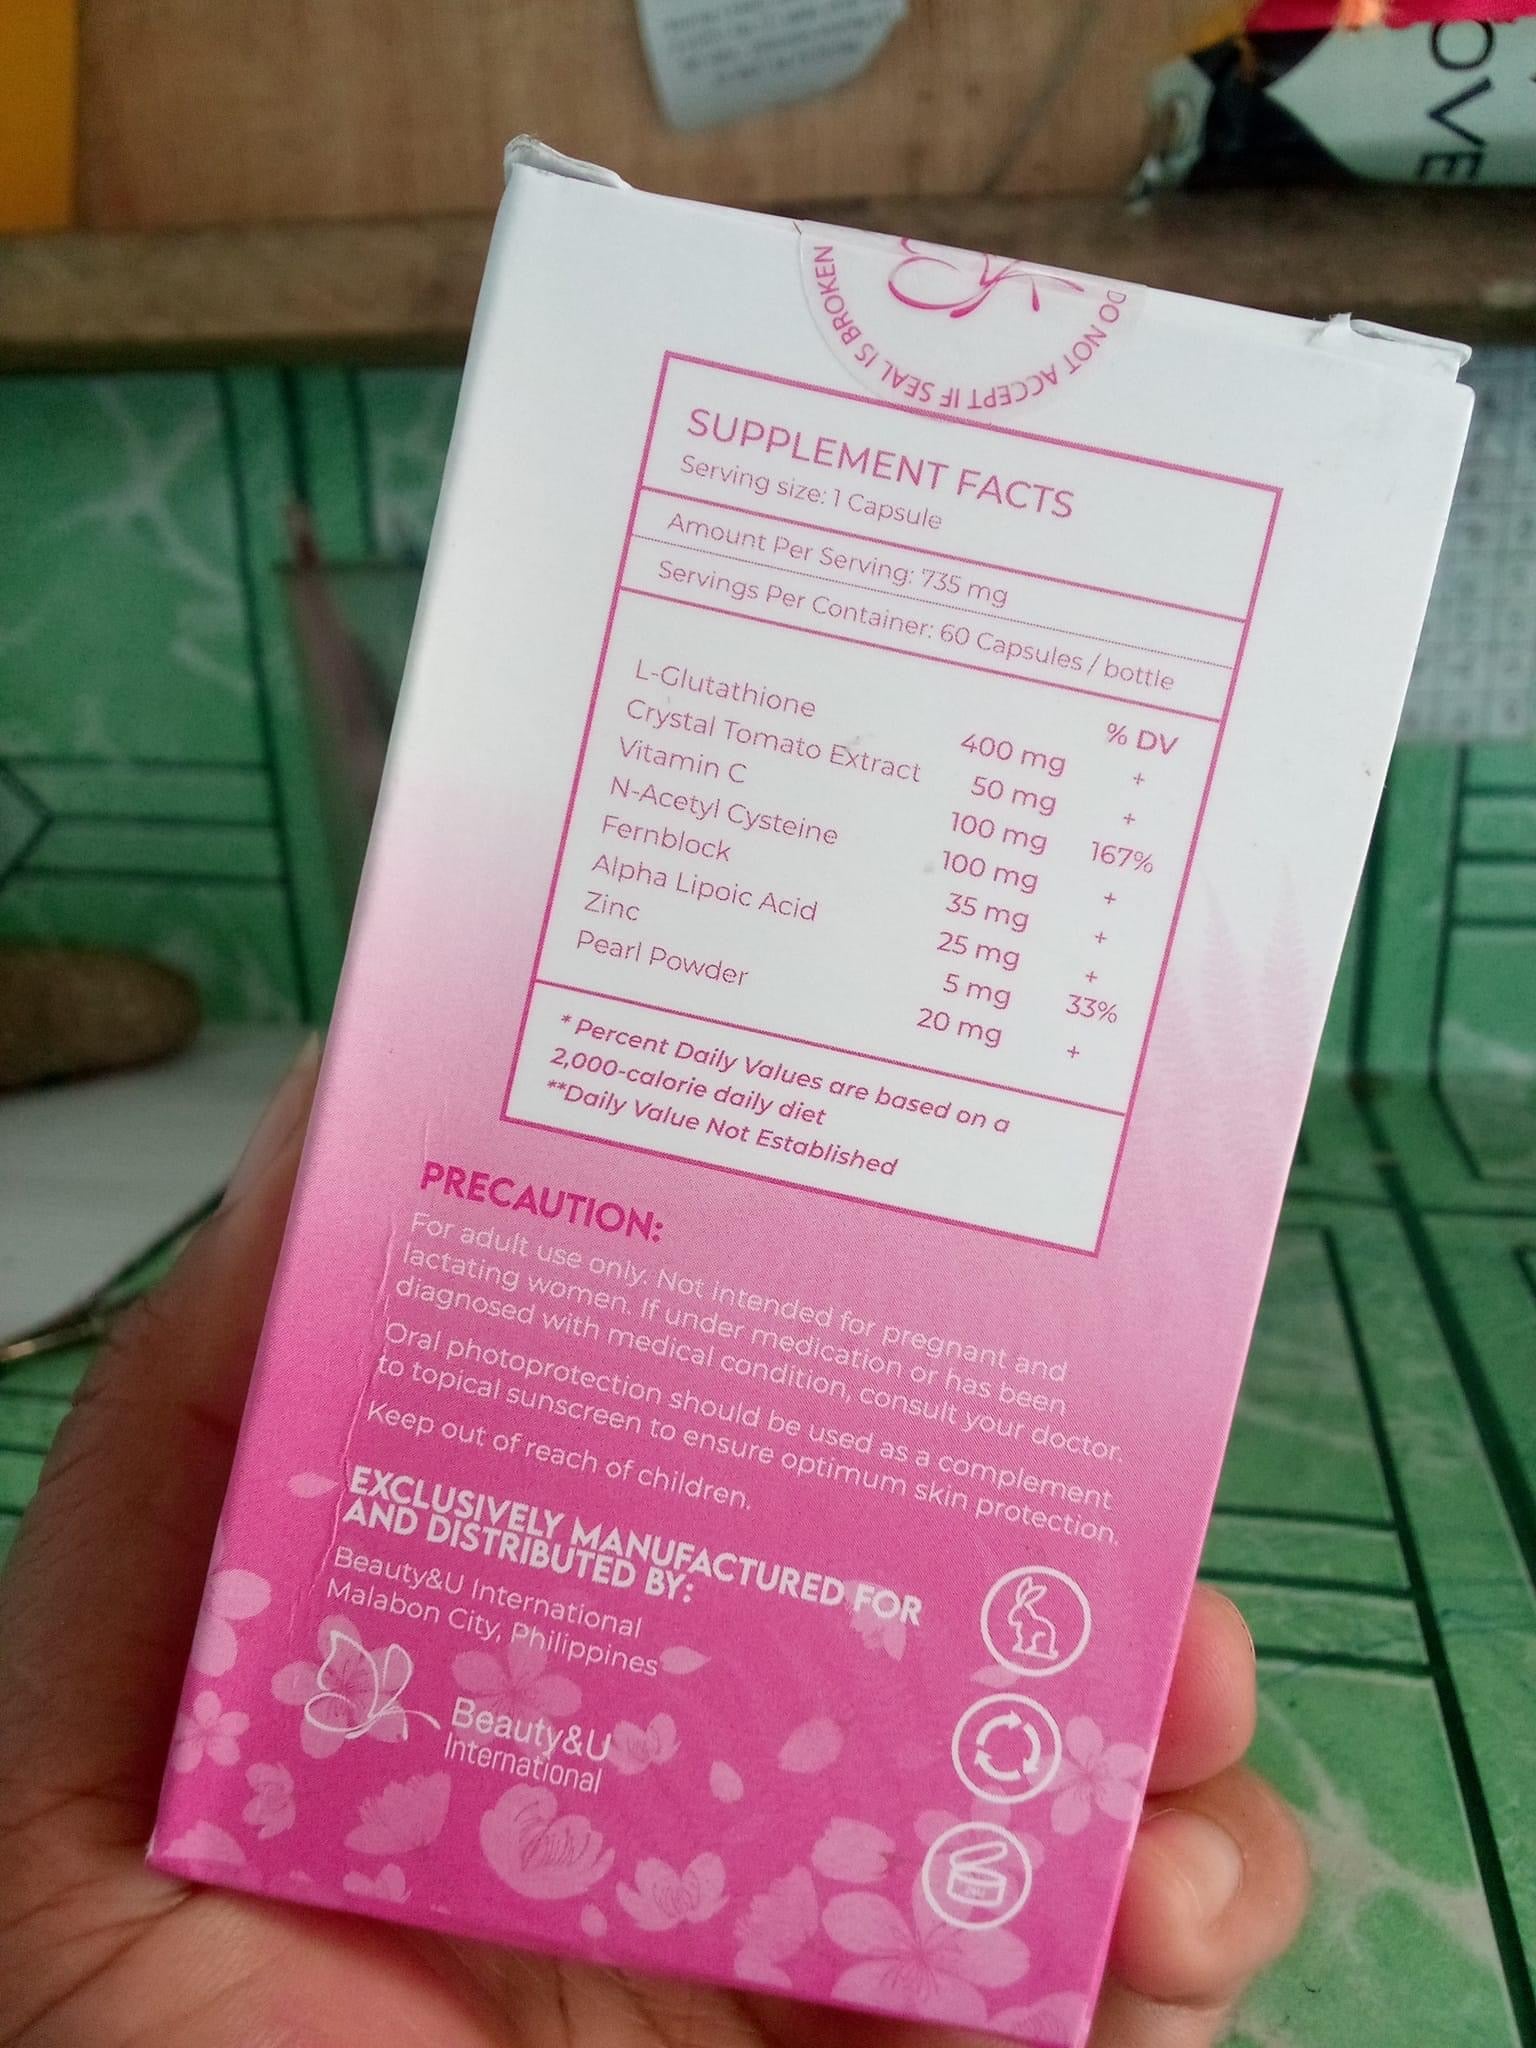 OVE
DO NOT ACCEPT IF SEAL IS BROKEN
SUPPLEMENT FACTS
Serving size: 1 Capsule
Amount Per Serving: 735 mg
Servings Per Container: 60 Capsules / bottle
% DV
L-Glutathione 400 mg +
Crystal Tomato Extract 50 mg +
Vitamin C 100 mg 167%
N-Acetyl Cysteine 100 mg +
Fernblock 35 mg +
Alpha Lipoic Acid 25 mg +
Zinc 5 mg 33%
Pearl Powder 20 mg +
* Percent Daily Values are based on a
2,000-calorie daily diet
**Daily Value Not Established
PRECAUTION:
For adult use only. Not intended for pregnant and
lactating women. If under medication or has been
diagnosed with medical condition, consult your doctor.
Oral photoprotection should be used as a complement
to topical sunscreen to ensure optimum skin protection.
Keep out of reach of children.
EXCLUSIVELY MANUFACTURED FOR
AND DISTRIBUTED BY:
Beauty&U International
Malabon City, Philippines
Beauty&U
International